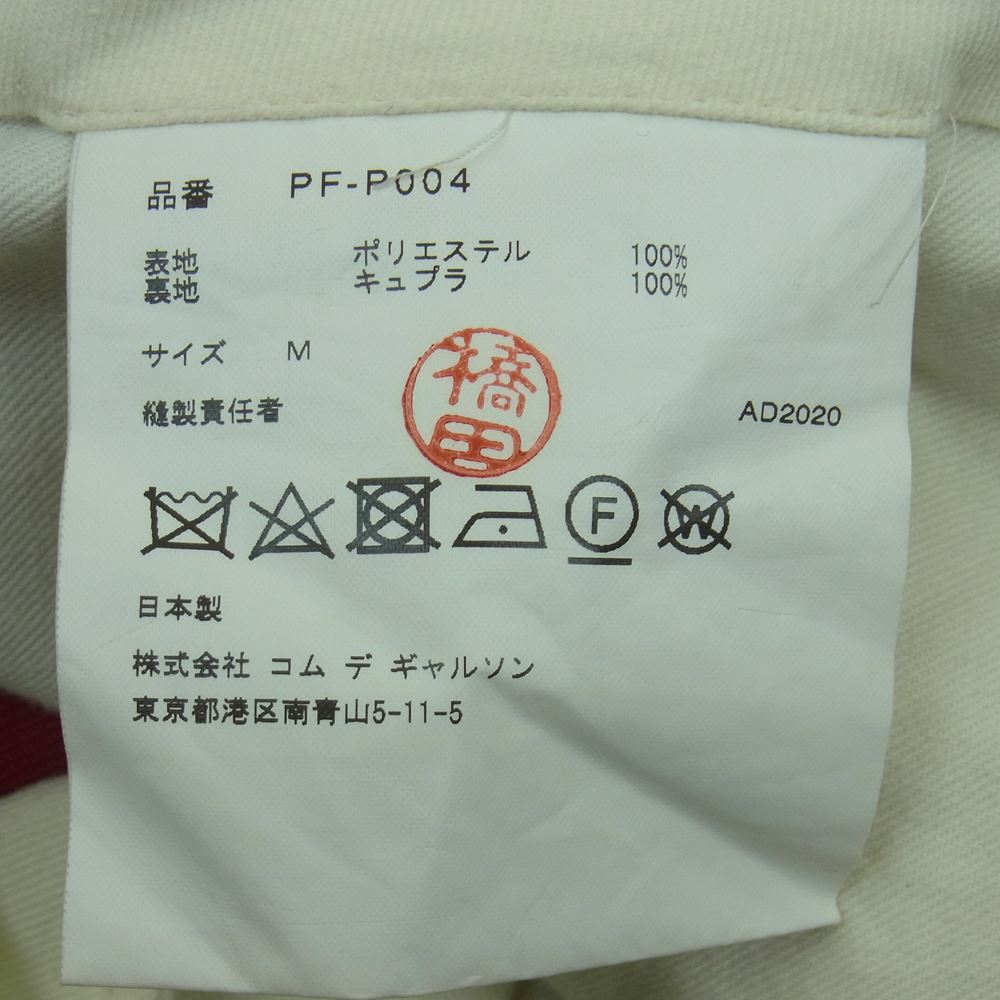 品番 PF-P004
表地 ポリエステル 100%
裏地 キュプラ 100%
サイズ M
橋田
縫製責任者 AD2020
F W
日本製
株式会社 コム デ ギャルソン
東京都港区南青山5-11-5